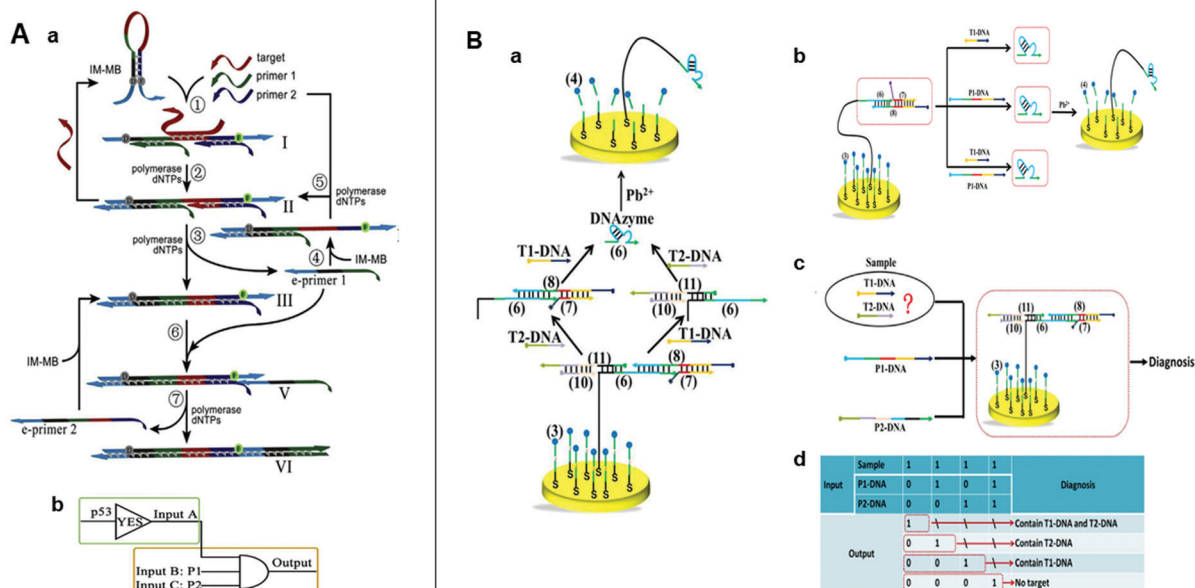 A
a
IM-MB
target
primer 1
primer 2
①
I
polymerase
dNTPs
②
⑤
polymerase
dNTPs
II
polymerase
dNTPs
③
④
IM-MB
e-primer 1
III
⑥
IM-MB
V
⑦
polymerase
dNTPs
e-primer 2
VI
b
p53
YES
Input A
Input B: P1
Input C: P2
Output
B
a
(4)
S S S S S
Pb²⁺
DNAzyme
(6)
T1-DNA
T2-DNA
(8)
(11)
(6)
(7)
(10)
(6)
T2-DNA
T1-DNA
(11)
(8)
(10)
(6)
(7)
(3)
S S S S S
b
T1-DNA
(6)
(7)
(8)
P1-DNA
Pb²⁺
(4)
(3)
T1-DNA
P1-DNA
c
Sample
T1-DNA
T2-DNA
?
P1-DNA
P2-DNA
(11)
(8)
(10)
(6)
(7)
(3)
Diagnosis
d
Input
Sample 1 1 1 1
P1-DNA 0 1 0 1
P2-DNA 0 0 1 1
Diagnosis
Output
1 \ \ \ Contain T1-DNA and T2-DNA
0 1 \ \ Contain T2-DNA
0 0 1 \ Contain T1-DNA
0 0 0 1 No target